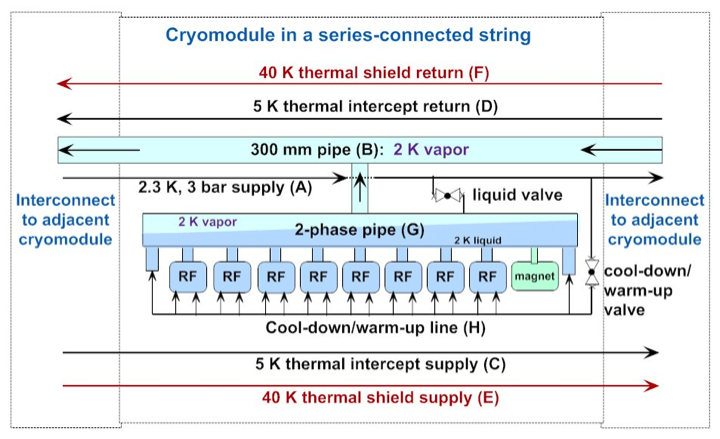 Cryomodule in a series-connected string
40 K thermal shield return (F)
5 K thermal intercept return (D)
300 mm pipe (B): 2 K vapor
2.3 K, 3 bar supply (A)
liquid valve
Interconnect
to adjacent
cryomodule
Interconnect
to adjacent
cryomodule
2 K vapor
2-phase pipe (G)
2 K liquid
RF RF RF RF RF RF RF RF magnet
cool-down/
warm-up
valve
Cool-down/warm-up line (H)
5 K thermal intercept supply (C)
40 K thermal shield supply (E)